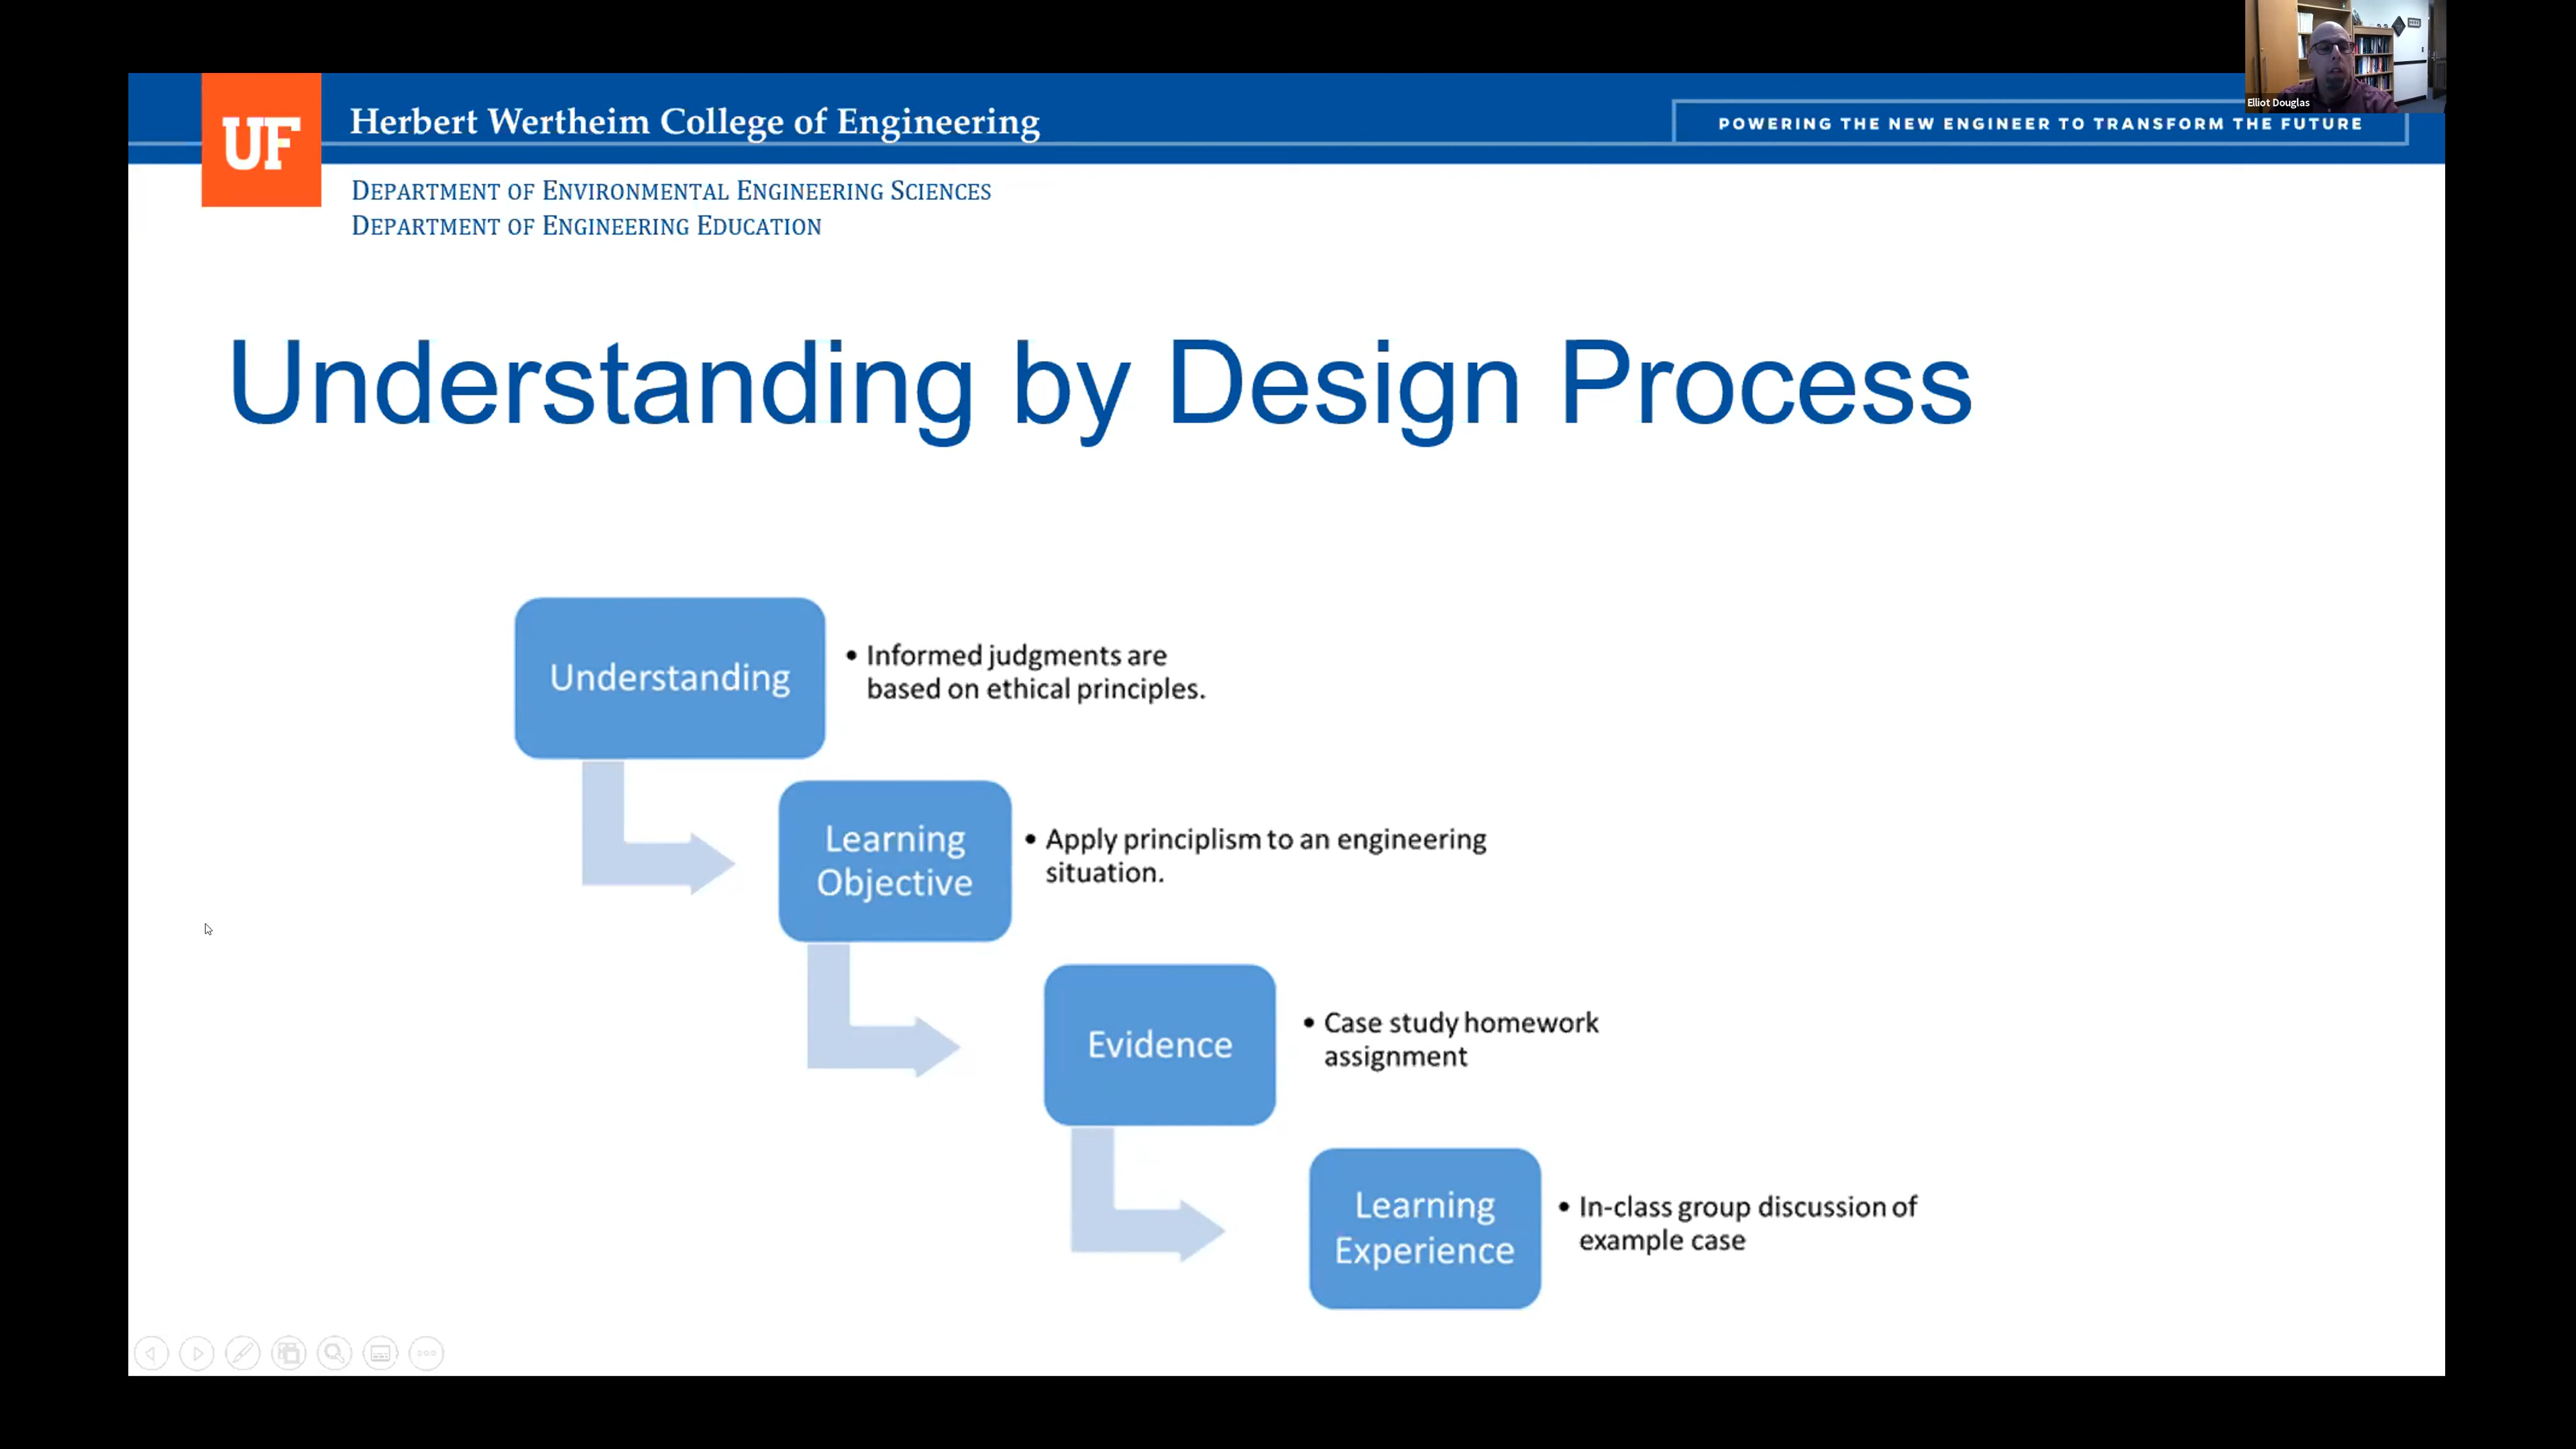 Elliot Douglas
UF
Herbert Wertheim College of Engineering
POWERING THE NEW ENGINEER TO TRANSFORM THE FUTURE
DEPARTMENT OF ENVIRONMENTAL ENGINEERING SCIENCES
DEPARTMENT OF ENGINEERING EDUCATION
Understanding by Design Process
Understanding
• Informed judgments are
based on ethical principles.
Learning
Objective
• Apply principlism to an engineering
situation.
Evidence
• Case study homework
assignment
Learning
Experience
• In-class group discussion of
example case